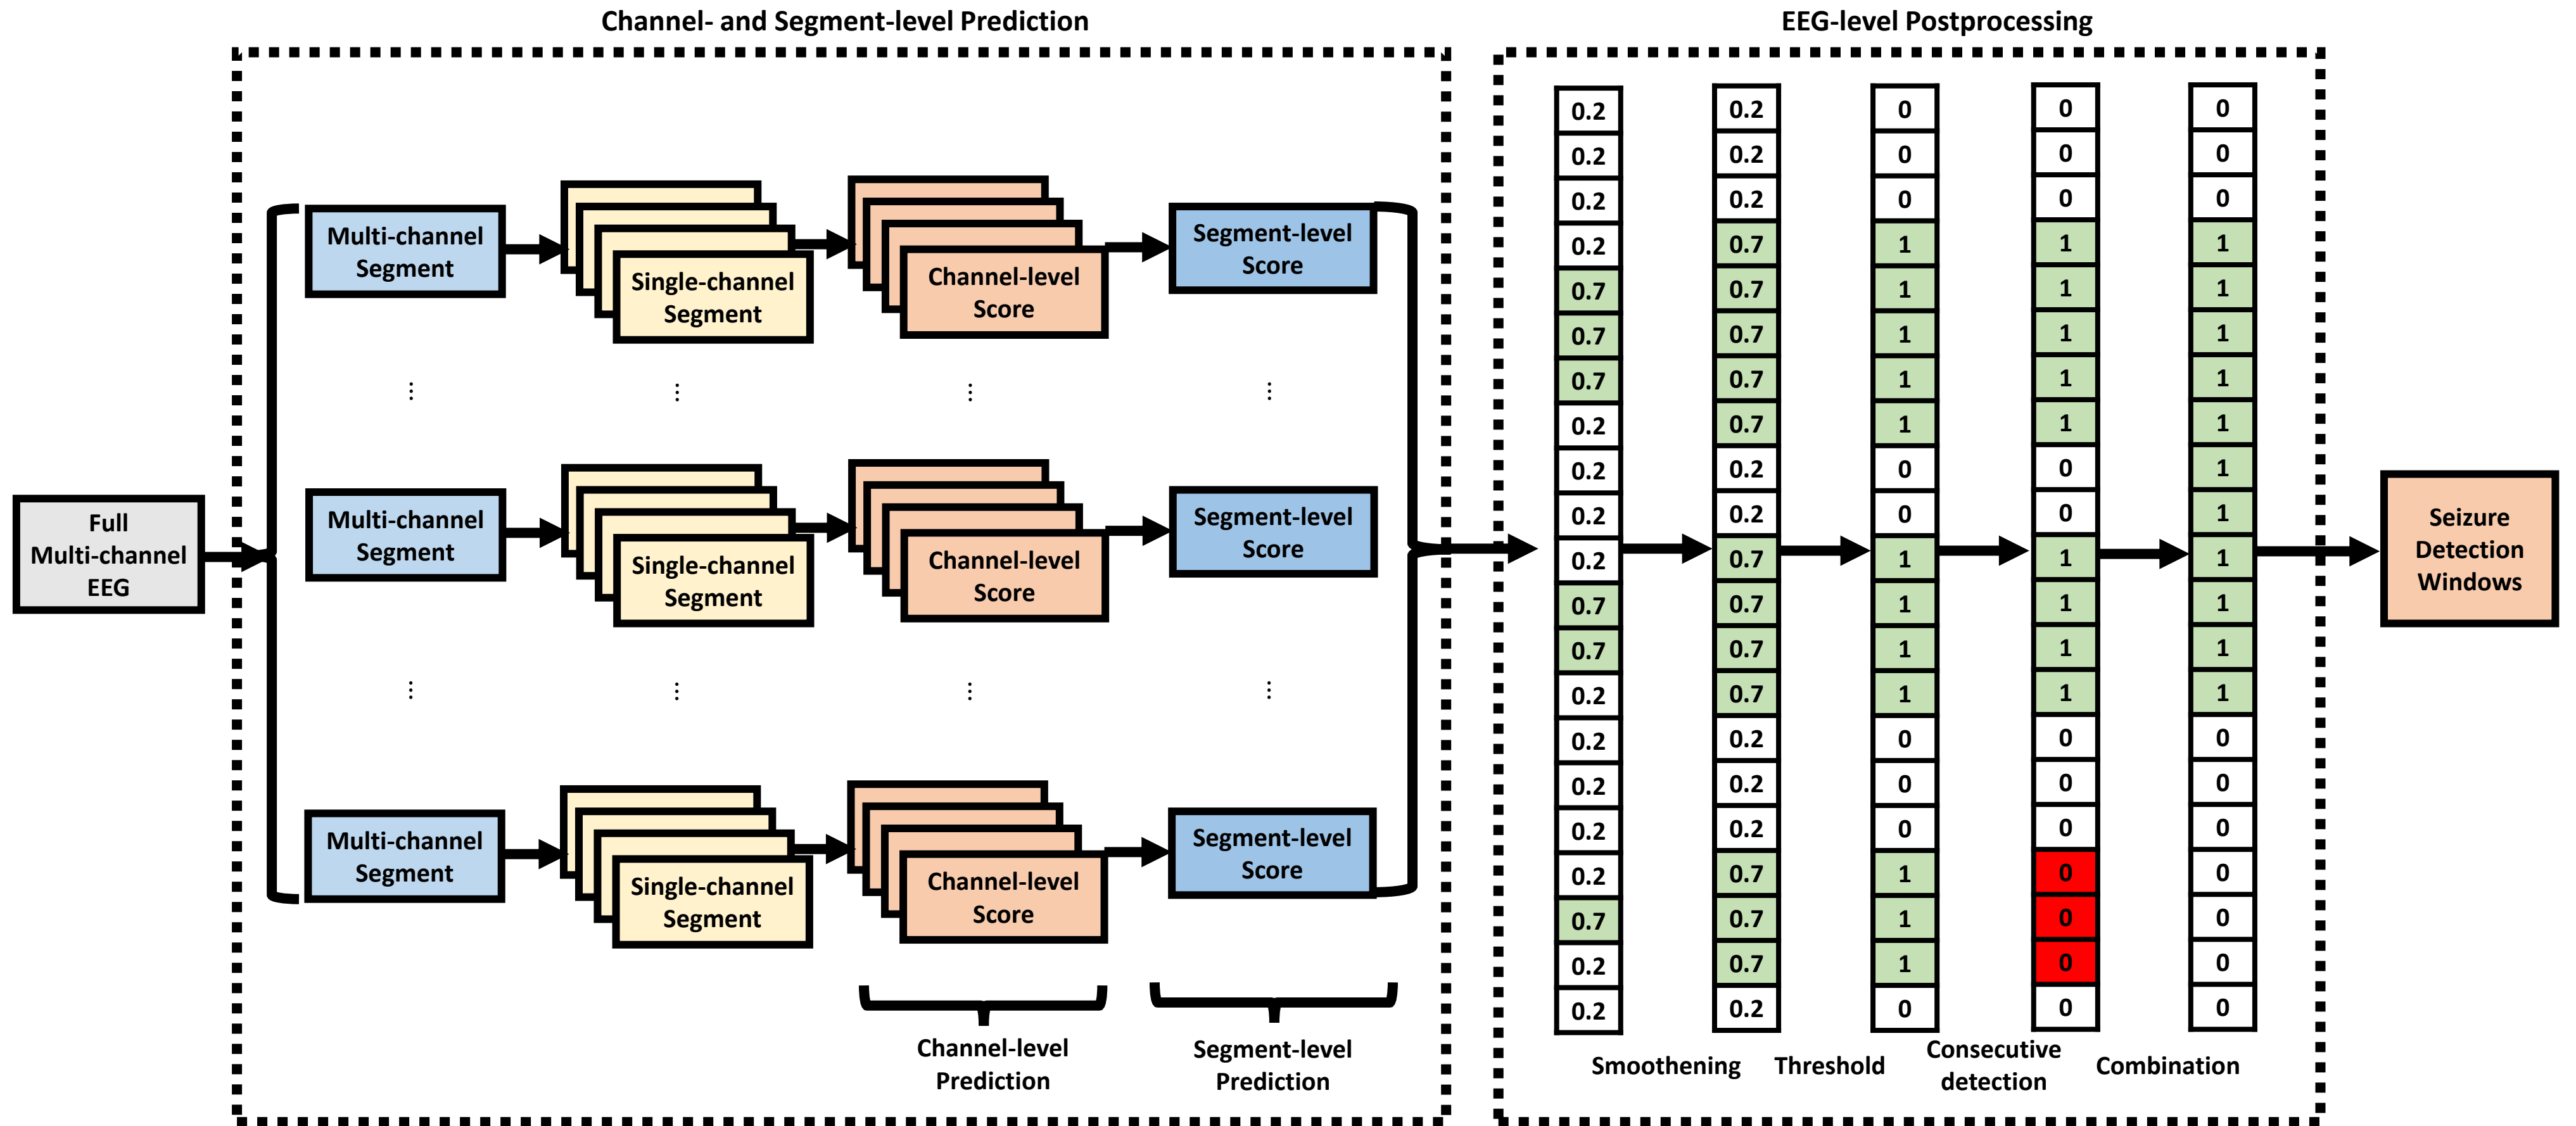 Channel- and Segment-level Prediction
EEG-level Postprocessing
Full
Multi-channel
EEG
Multi-channel
Segment
Single-channel
Segment
Channel-level
Score
Segment-level
Score
⋮ ⋮ ⋮ ⋮
Multi-channel
Segment
Single-channel
Segment
Channel-level
Score
Segment-level
Score
⋮ ⋮ ⋮ ⋮
Multi-channel
Segment
Single-channel
Segment
Channel-level
Score
Segment-level
Score
Channel-level
Prediction
Segment-level
Prediction
0.2 0.2 0 0 0
0.2 0.2 0 0 0
0.2 0.2 0 0 0
0.2 0.7 1 1 1
0.7 0.7 1 1 1
0.7 0.7 1 1 1
0.7 0.7 1 1 1
0.2 0.7 1 1 1
0.2 0.2 0 0 1
0.2 0.2 0 0 1
0.2 0.7 1 1 1
0.7 0.7 1 1 1
0.7 0.7 1 1 1
0.2 0.7 1 1 1
0.2 0.2 0 0 0
0.2 0.2 0 0 0
0.2 0.2 0 0 0
0.2 0.7 1 0 0
0.7 0.7 1 0 0
0.2 0.7 1 0 0
0.2 0.2 0 0 0
Smoothening
Threshold
Consecutive
detection
Combination
Seizure
Detection
Windows